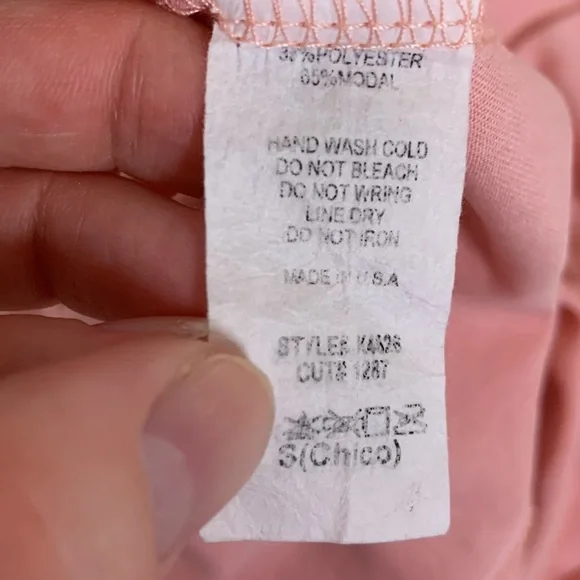 POLYESTER
65%MODAL
HAND WASH COLD
DO NOT BLEACH
DO NOT WRING
LINE DRY
DO NOT IRON
MADE IN U.S.A
STYLE#
CUT# 1287
S(Chico)